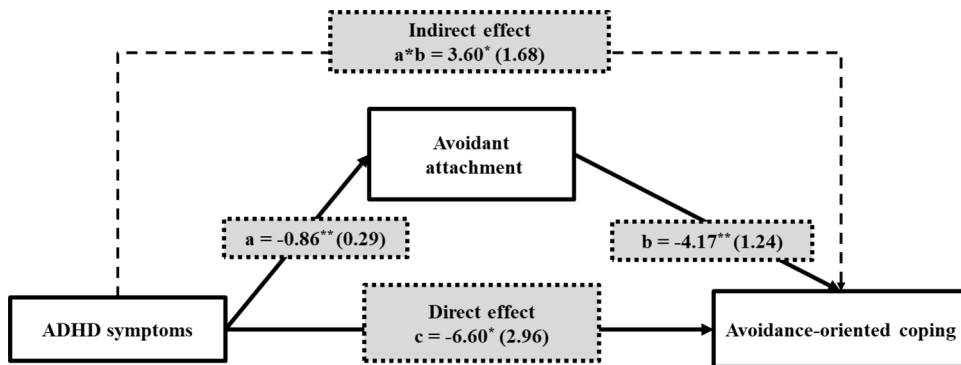 Indirect effect
a*b = 3.60* (1.68)
Avoidant
attachment
a = -0.86** (0.29)
b = -4.17** (1.24)
ADHD symptoms
Direct effect
c = -6.60* (2.96)
Avoidance-oriented coping